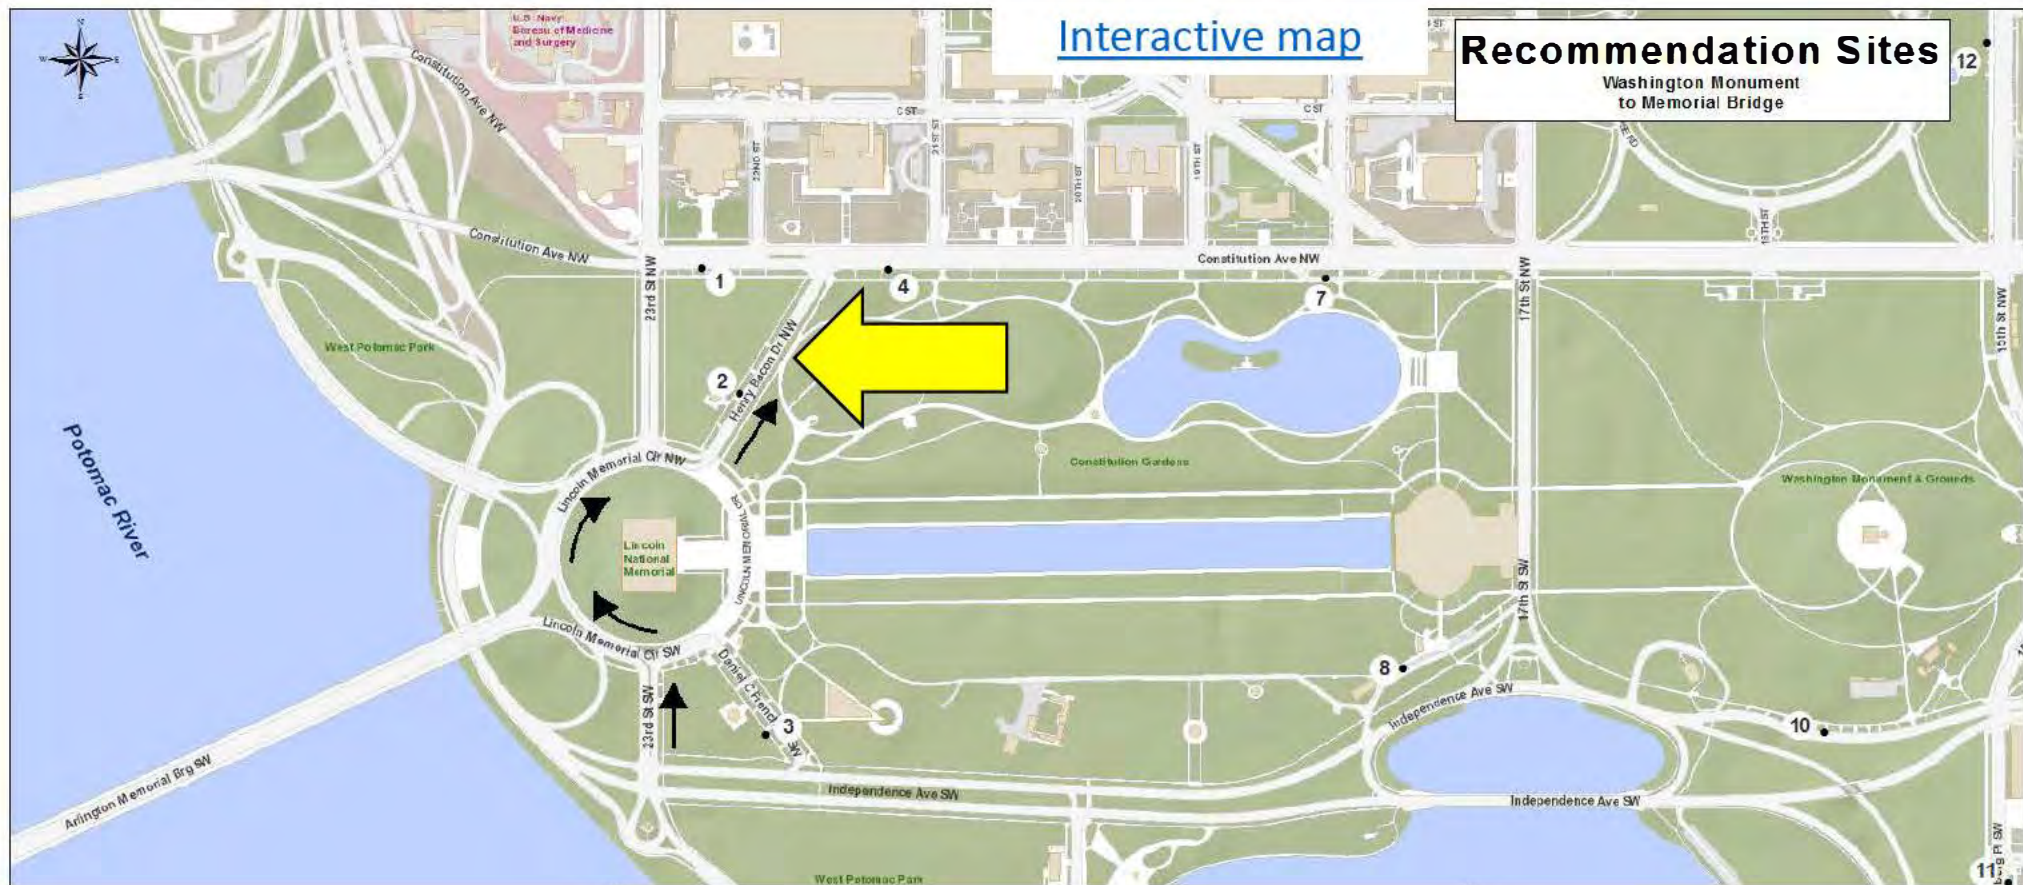 Interactive map
Recommendation Sites
Washington Monument
to Memorial Bridge
U.S. Navy
Bureau of Medicine
and Surgery
W
E
12
Constitution Ave NW
C ST
C ST
22ND ST
21ST ST
20TH ST
19TH ST
18TH ST
Constitution Ave NW
Constitution Ave NW
23rd St NW
17th St NW
15th St NW
1
4
7
West Potomac Park
2
Henry Bacon Dr NW
Potomac River
Lincoln Memorial Cir NW
Constitution Gardens
Washington Monument & Grounds
Lincoln
National
Memorial
LINCOLN MEMORIAL CIR
17th St SW
Lincoln Memorial Cir SW
Daniel C French
SW
23rd St SW
3
8
Independence Ave SW
10
Arlington Memorial Brg SW
Independence Ave SW
Independence Ave SW
West Potomac Park
11